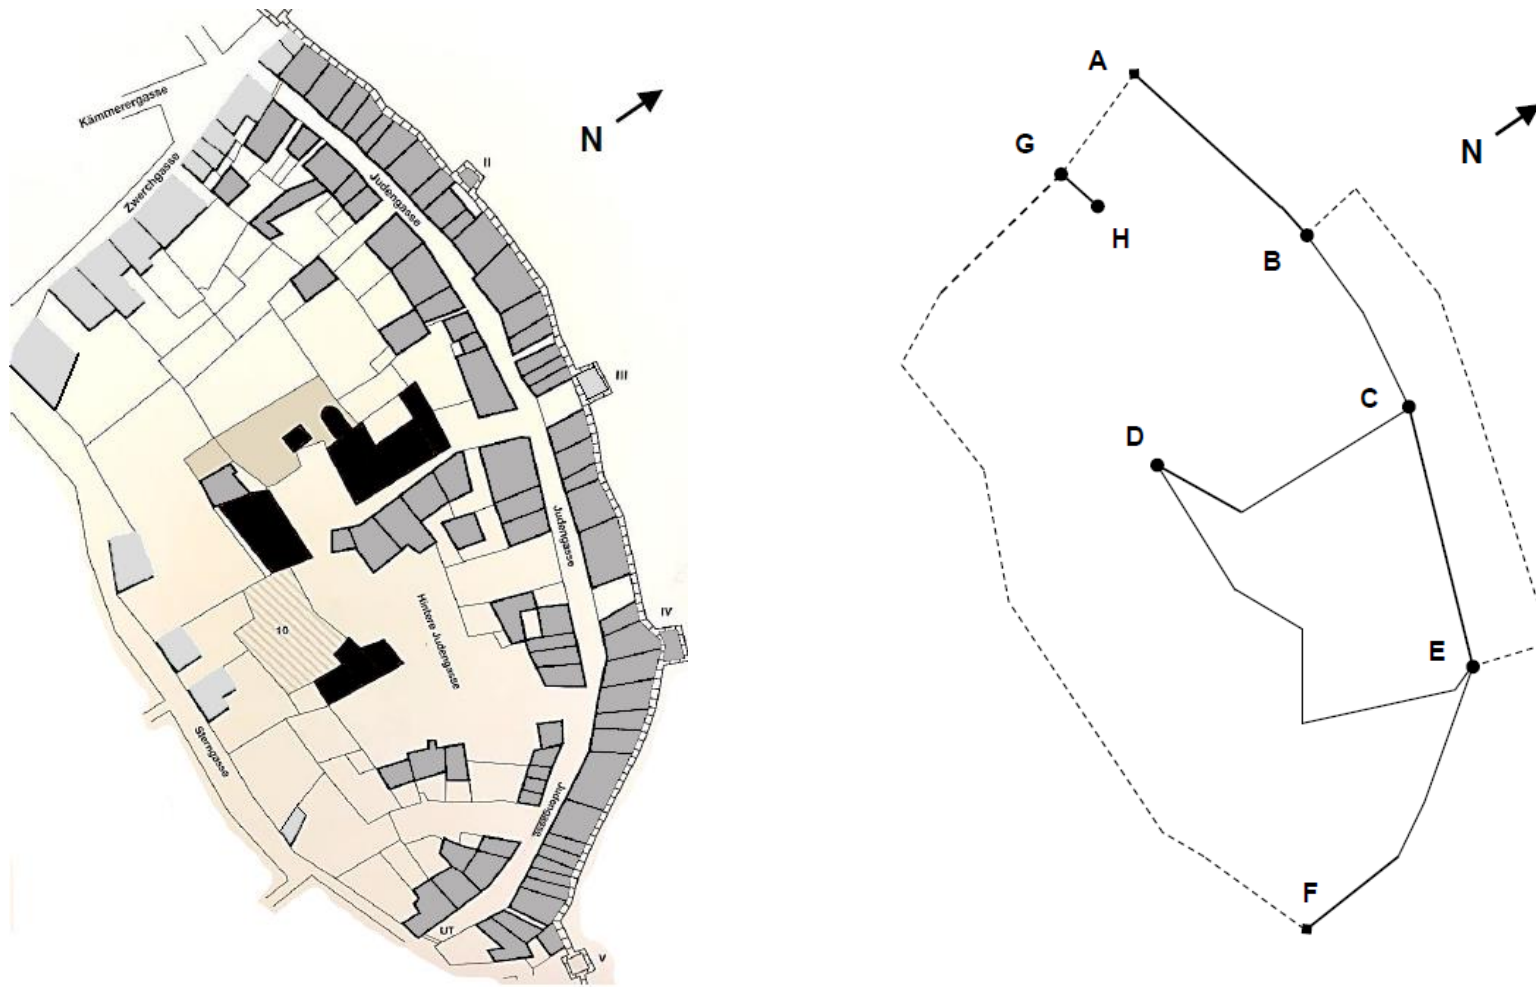 Kämmerergasse
Zwerchgasse
Judengasse
II
N
III
Judengasse
IV
10
Hintere Judengasse
Sterngasse
Judengasse
UT
V
A
G
H
N
B
C
D
E
F